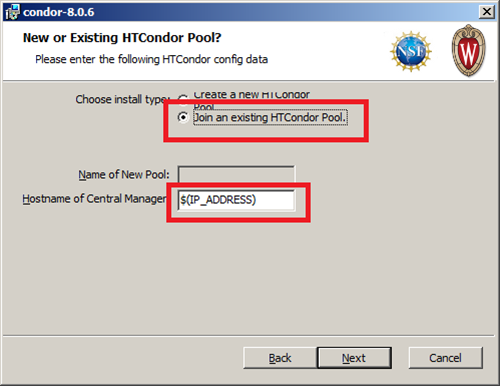 condor-8.0.6
New or Existing HTCondor Pool?
Please enter the following HTCondor config data
NSF
W
Choose install type:
Create a new HTCondor
Pool.
Join an existing HTCondor Pool.
Name of New Pool:
Hostname of Central Manager
$(IP_ADDRESS)
Back
Next
Cancel